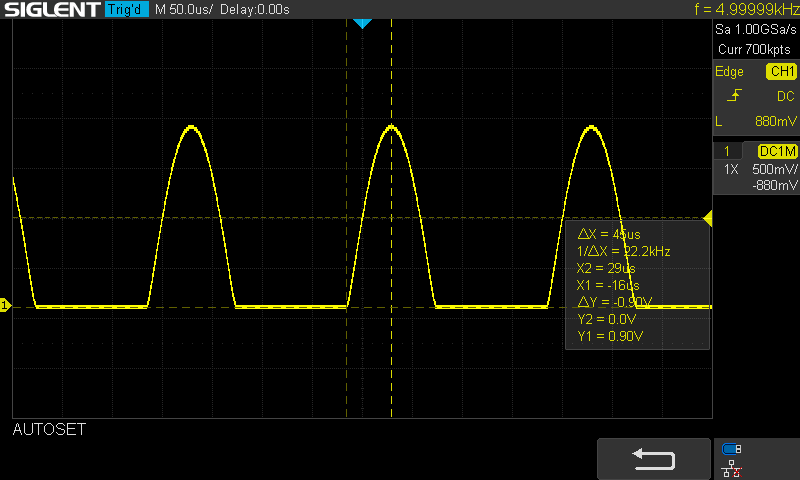 SIGLENT Trig'd M 50.0us/ Delay:0.00s f = 4.99999kHz
Sa 1.00GSa/s
Curr 700kpts
Edge CH1
DC
L 880mV
1 DC1M
1X 500mV/
-880mV
1
ΔX = 45us
1/ΔX = 22.2kHz
X2 = 29us
X1 = -16us
ΔY = -0.90V
Y2 = 0.0V
Y1 = 0.90V
AUTOSET